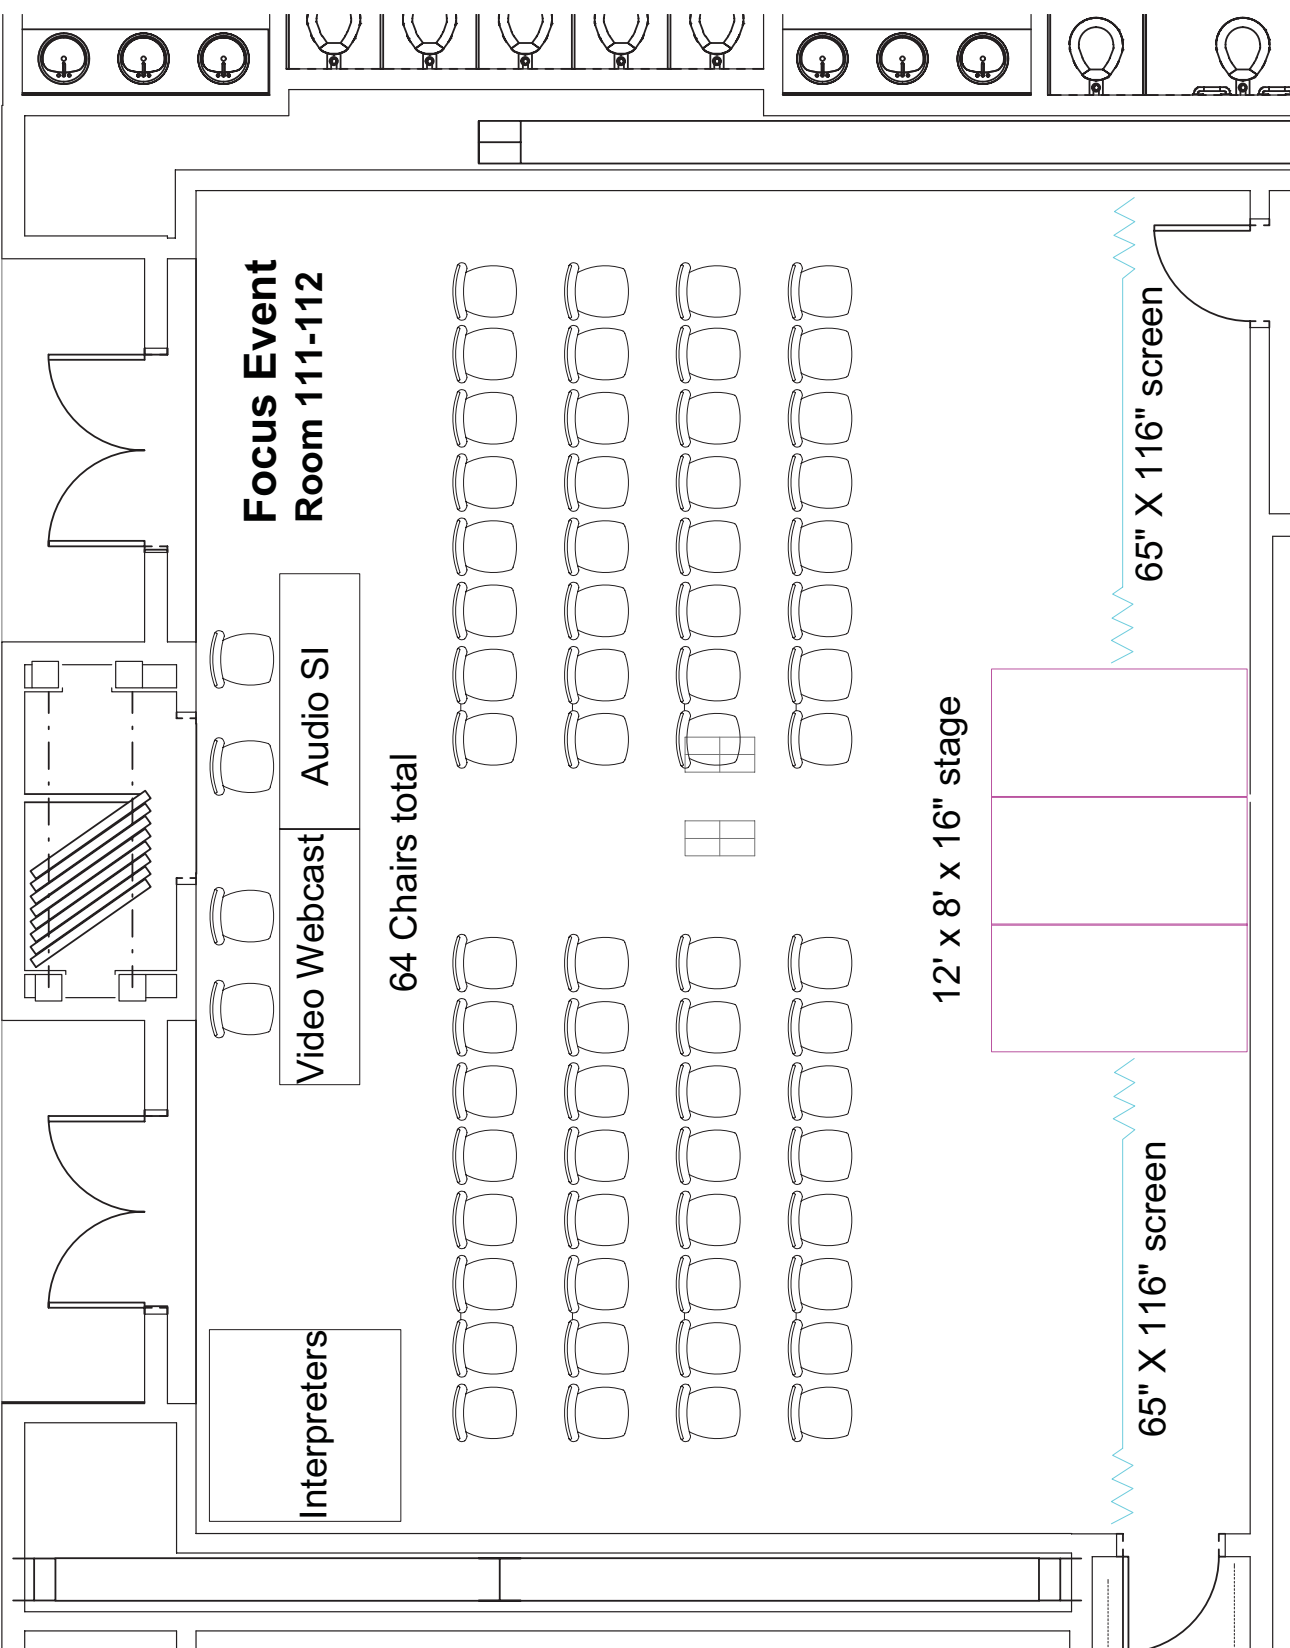 Focus Event
Room 111-112
Audio SI
Video Webcast
Interpreters
64 Chairs total
12' x 8' x 16" stage
65" X 116" screen
65" X 116" screen